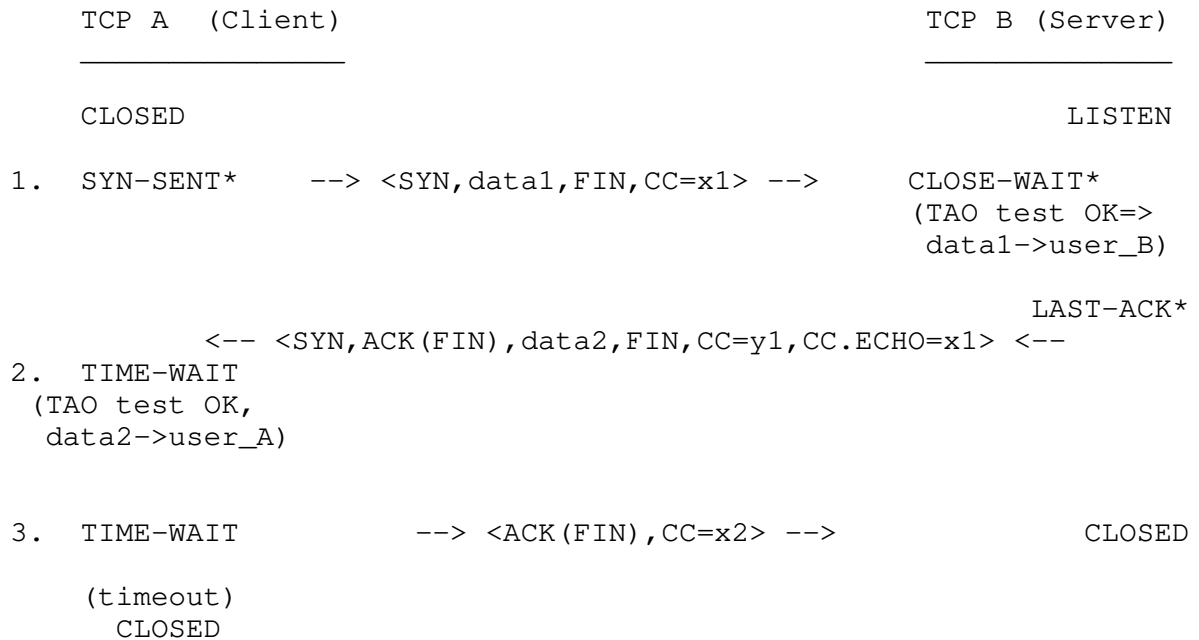 TCP A  (Client)                                 TCP B (Server)
_______________                                 ______________
CLOSED                                                  LISTEN
1.  SYN-SENT*     --> <SYN,data1,FIN,CC=x1> -->    CLOSE-WAIT*
(TAO test OK=>
data1->user_B)
LAST-ACK*
<-- <SYN,ACK(FIN),data2,FIN,CC=y1,CC.ECHO=x1> <--
2.  TIME-WAIT
(TAO test OK,
data2->user_A)
3.  TIME-WAIT          --> <ACK(FIN),CC=x2> -->              CLOSED
(timeout)
CLOSED